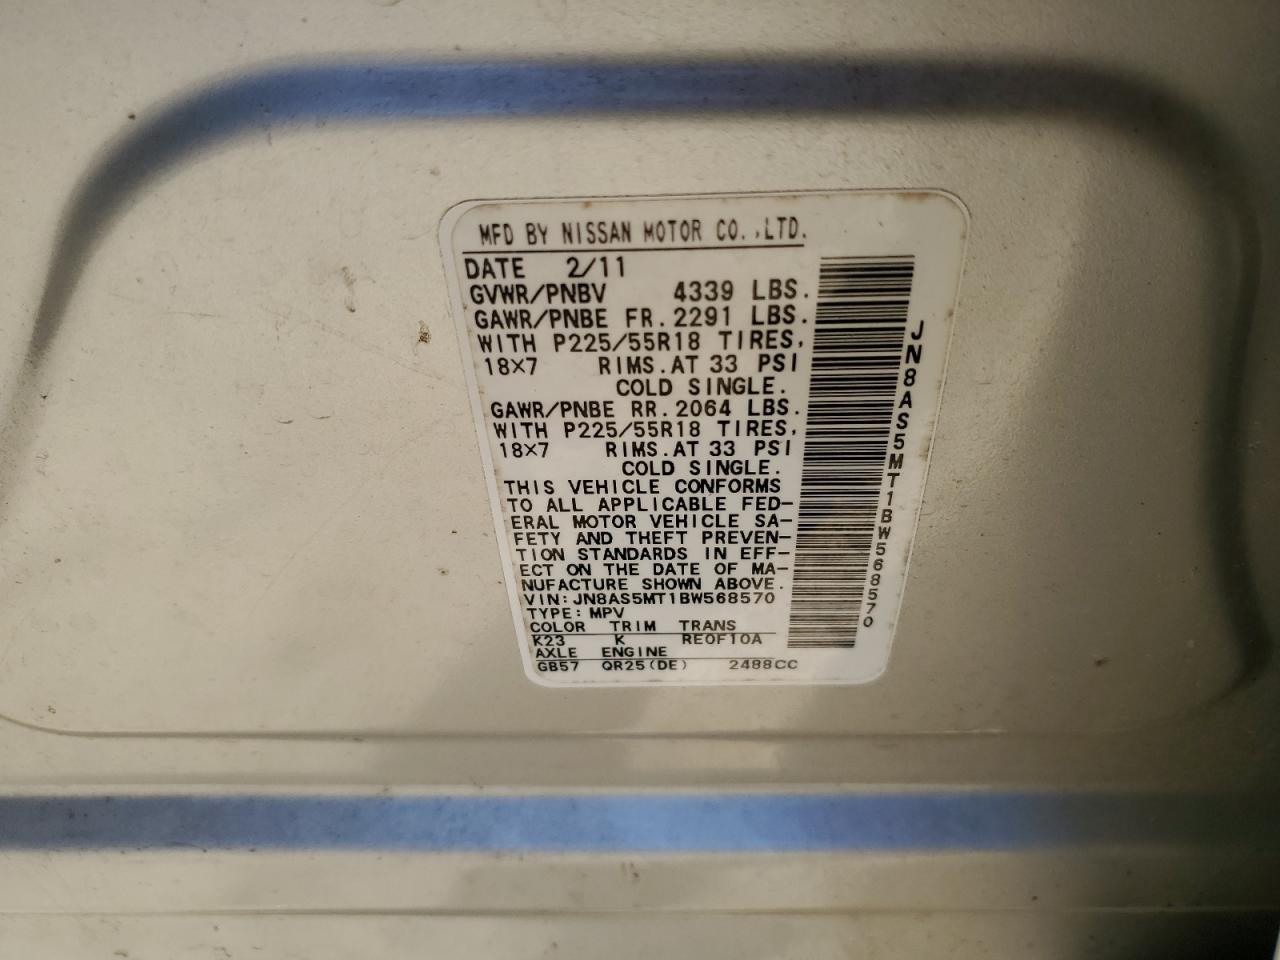 MFD BY NISSAN MOTOR CO.,LTD.
DATE 2/11
GVWR/PNBV 4339 LBS.
GAWR/PNBE FR. 2291 LBS.
WITH P225/55R18 TIRES,
18×7 RIMS. AT 33 PSI
COLD SINGLE.
GAWR/PNBE RR. 2064 LBS.
WITH P225/55R18 TIRES,
18×7 RIMS. AT 33 PSI
COLD SINGLE.
THIS VEHICLE CONFORMS
TO ALL APPLICABLE FED-
ERAL MOTOR VEHICLE SA-
FETY AND THEFT PREVEN-
TION STANDARDS IN EFF-
ECT ON THE DATE OF MA-
NUFACTURE SHOWN ABOVE.
VIN: JN8AS5MT1BW568570
TYPE: MPV
COLOR TRIM TRANS
K23 K RE0F10A
AXLE ENGINE
GB57 QR25(DE) 2488CC
JN8AS5MT1BW568570